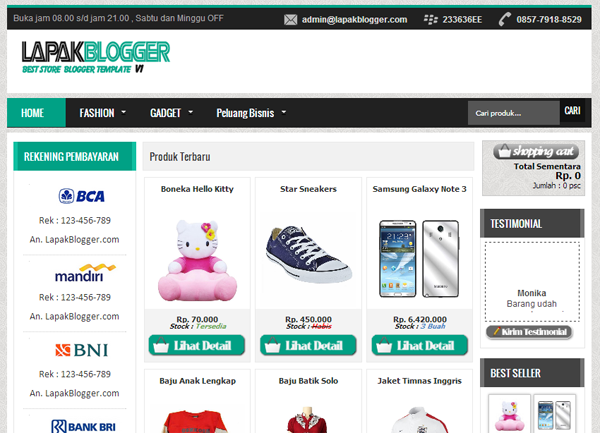 Buka jam 08.00 s/d jam 21.00 , Sabtu dan Minggu OFF
admin@lapakblogger.com
233636EE
0857-7918-8529
LAPAKBLOGGER
BEST STORE BLOGGER TEMPLATE V1
HOME
FASHION
GADGET
Peluang Bisnis
Cari produk...
CARI
REKENING PEMBAYARAN
BCA
Rek : 123-456-789
An. LapakBlogger.com
mandiri
Rek : 123-456-789
An. LapakBlogger.com
BNI
Rek : 123-456-789
An. LapakBlogger.com
BANK BRI
Produk Terbaru
Boneka Hello Kitty
Rp. 70.000
Stock : Tersedia
Lihat Detail
Star Sneakers
Rp. 450.000
Stock : Habis
Lihat Detail
Samsung Galaxy Note 3
Rp. 6.420.000
Stock : 3 Buah
Lihat Detail
Baju Anak Lengkap
Baju Batik Solo
Jaket Timnas Inggris
shopping cart
Total Sementara
Rp. 0
Jumlah : 0 psc
TESTIMONIAL
Monika
Barang udah
Kirim Testimonial
BEST SELLER